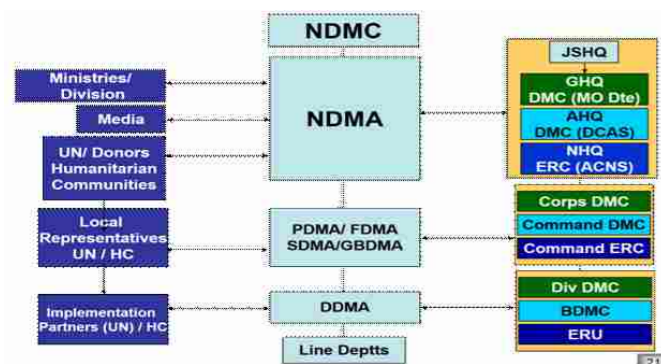 NDMC
Ministries/
Division
NDMA
Media
UN/ Donors
Humanitarian
Communities
JSHQ
GHQ
DMC (MO Dte)
AHQ
DMC (DCAS)
NHQ
ERC (ACNS)
Local
Representatives
UN / HC
PDMA/ FDMA
SDMA/GBDMA
Corps DMC
Command DMC
Command ERC
Implementation
Partners (UN) / HC
DDMA
Div DMC
BDMC
ERU
Line Deptts
21